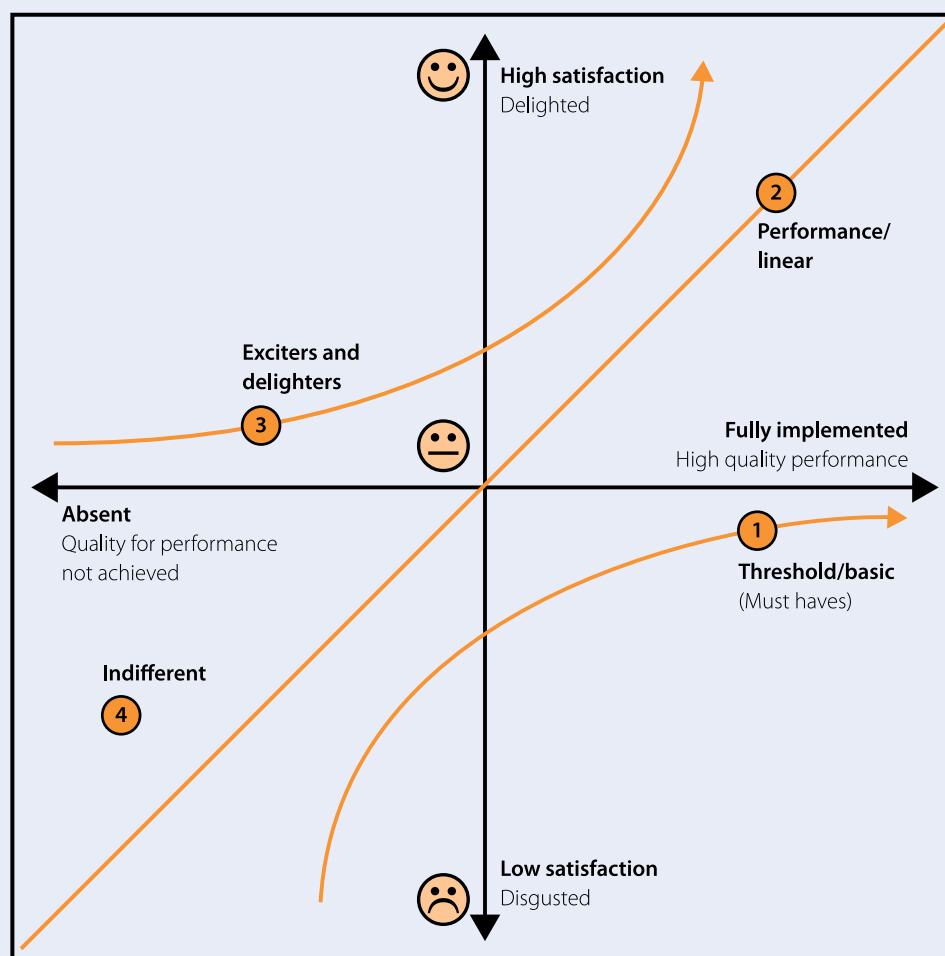 High satisfaction
Delighted
2
Performance/
linear
Exciters and
delighters
3
Fully implemented
High quality performance
Absent
Quality for performance
not achieved
1
Threshold/basic
(Must haves)
Indifferent
4
Low satisfaction
Disgusted